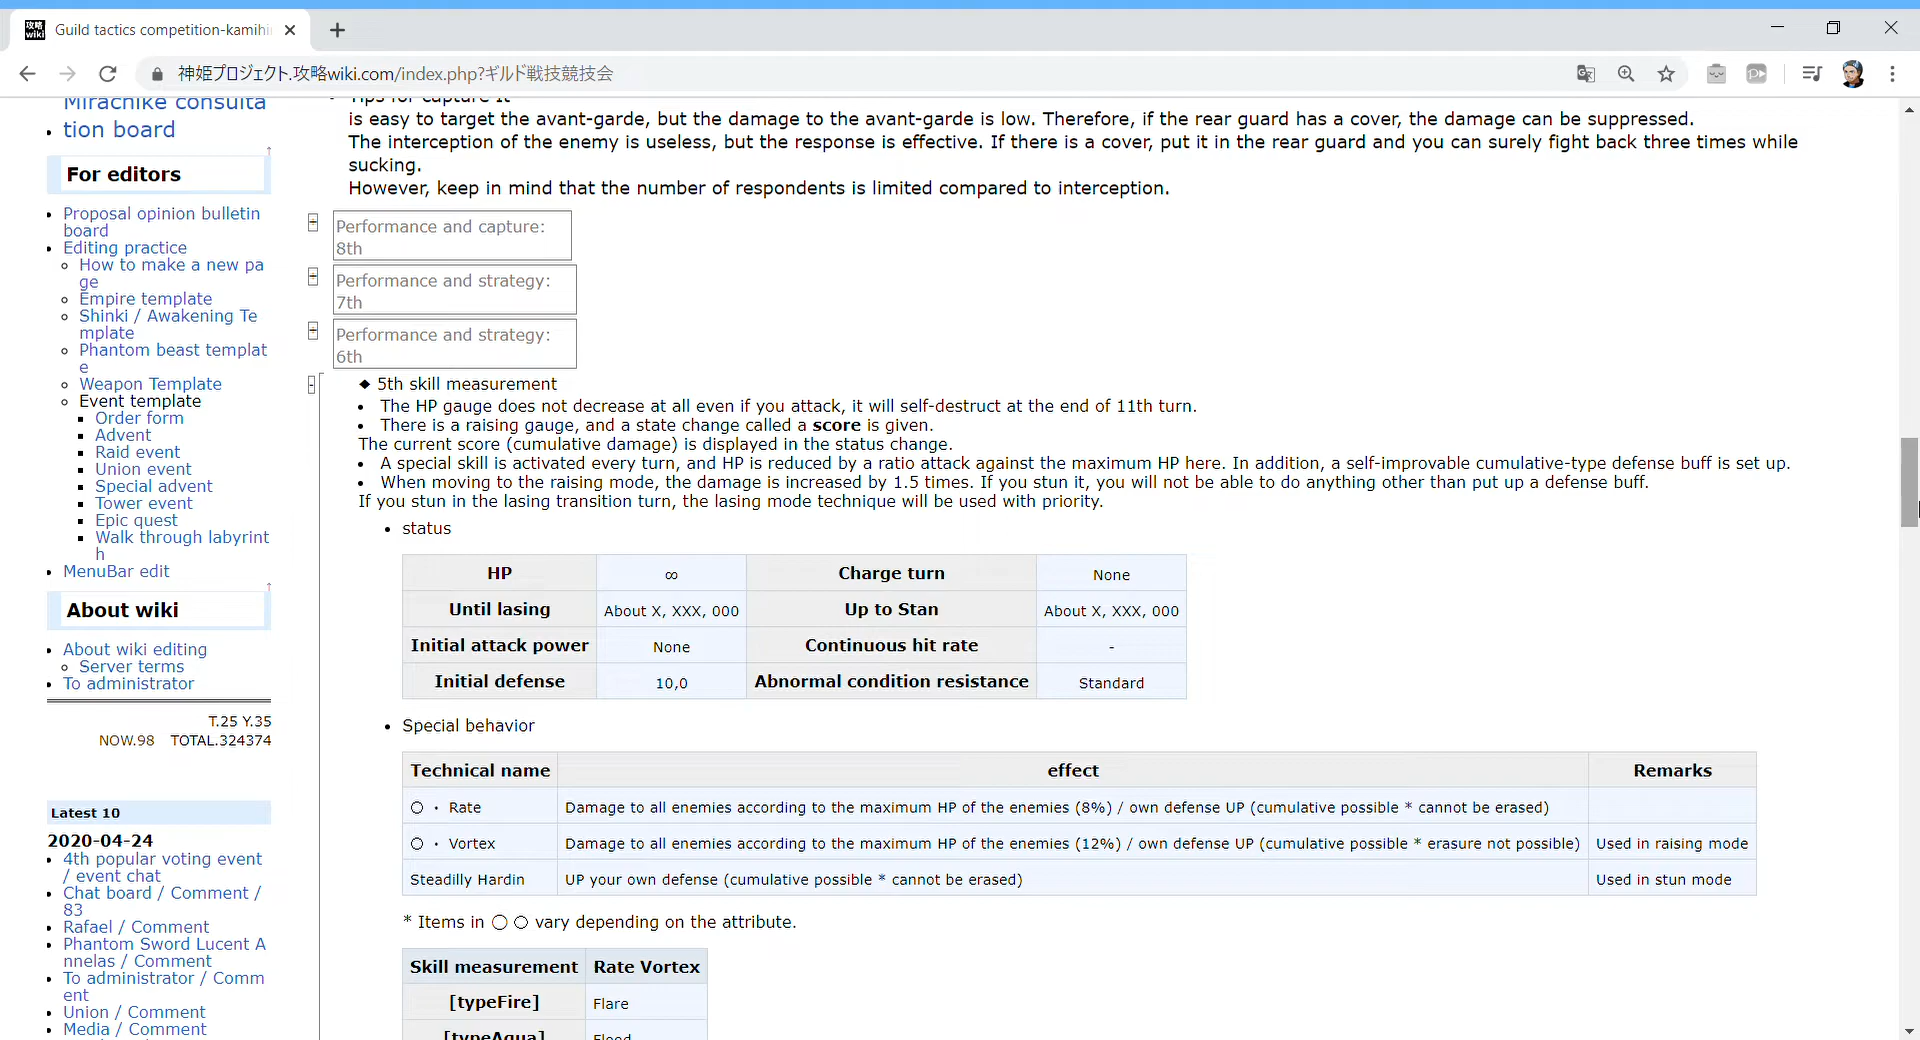 Guild tactics competition-kamihi
神姫プロジェクト.攻略wiki.com/index.php?ギルド戦技競技会
Mirachike consulta
tion board
For editors
Proposal opinion bulletin
board
Editing practice
How to make a new pa
ge
Empire template
Shinki / Awakening Te
mplate
Phantom beast templat
e
Weapon Template
Event template
Order form
Advent
Raid event
Union event
Special advent
Tower event
Epic quest
Walk through labyrint
h
MenuBar edit
About wiki
About wiki editing
Server terms
To administrator
T.25 Y.35
NOW.98 TOTAL.324374
Latest 10
2020-04-24
4th popular voting event
/ event chat
Chat board / Comment /
83
Rafael / Comment
Phantom Sword Lucent A
nnelas / Comment
To administrator / Comm
ent
Union / Comment
Media / Comment
Tips for capture It
is easy to target the avant-garde, but the damage to the avant-garde is low. Therefore, if the rear guard has a cover, the damage can be suppressed.
The interception of the enemy is useless, but the response is effective. If there is a cover, put it in the rear guard and you can surely fight back three times while
sucking.
However, keep in mind that the number of respondents is limited compared to interception.
Performance and capture:
8th
Performance and strategy:
7th
Performance and strategy:
6th
◆ 5th skill measurement
The HP gauge does not decrease at all even if you attack, it will self-destruct at the end of 11th turn.
There is a raising gauge, and a state change called a score is given.
The current score (cumulative damage) is displayed in the status change.
A special skill is activated every turn, and HP is reduced by a ratio attack against the maximum HP here. In addition, a self-improvable cumulative-type defense buff is set up.
When moving to the raising mode, the damage is increased by 1.5 times. If you stun it, you will not be able to do anything other than put up a defense buff.
If you stun in the lasing transition turn, the lasing mode technique will be used with priority.
status
HP ∞ Charge turn None
Until lasing About X, XXX, 000 Up to Stan About X, XXX, 000
Initial attack power None Continuous hit rate -
Initial defense 10,0 Abnormal condition resistance Standard
Special behavior
Technical name effect Remarks
○ ・ Rate Damage to all enemies according to the maximum HP of the enemies (8%) / own defense UP (cumulative possible * cannot be erased)
○ ・ Vortex Damage to all enemies according to the maximum HP of the enemies (12%) / own defense UP (cumulative possible * erasure not possible) Used in raising mode
Steadilly Hardin UP your own defense (cumulative possible * cannot be erased) Used in stun mode
* Items in ○ ○ vary depending on the attribute.
Skill measurement Rate Vortex
[typeFire] Flare
[typeAqua] Flood